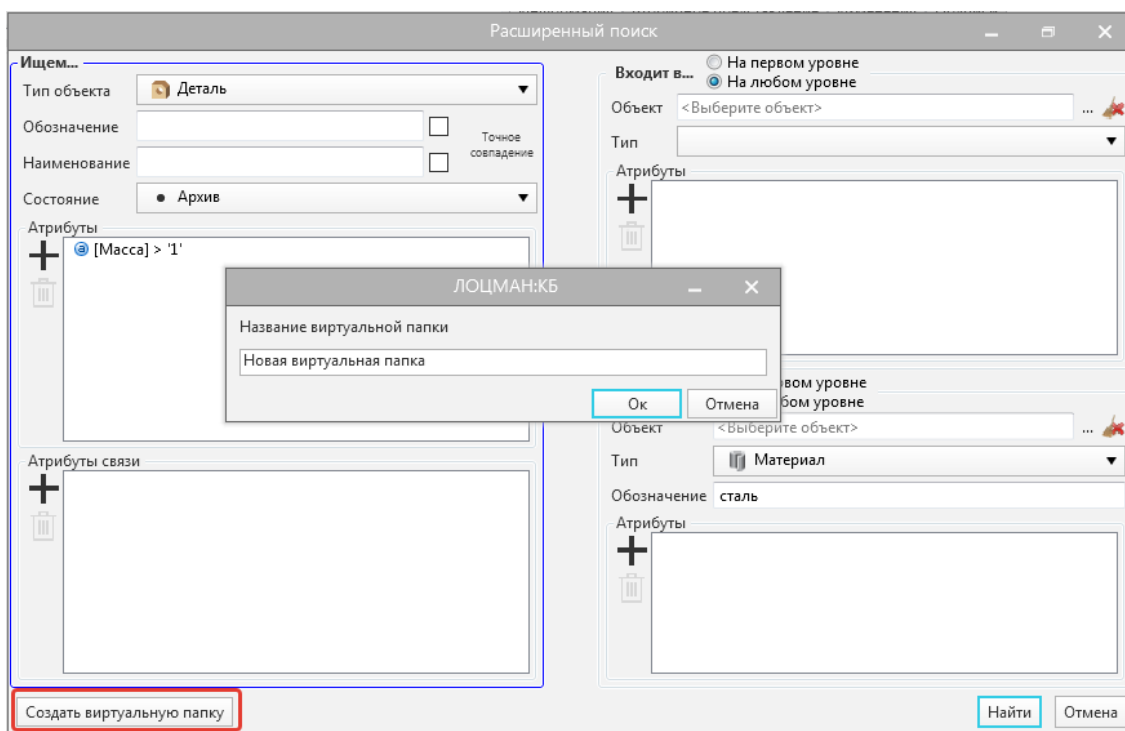 Расширенный поиск
Ищем...
Тип объекта Деталь
Обозначение
Наименование
Точное
совпадение
Состояние Архив
Атрибуты
[Масса] > '1'
Атрибуты связи
Входит в...
На первом уровне
На любом уровне
Объект <Выберите объект> ...
Тип
Атрибуты
ЛОЦМАН:КБ
Название виртуальной папки
Новая виртуальная папка
Ок Отмена
уровне
уровне
Объект <Выберите объект> ...
Тип Материал
Обозначение сталь
Атрибуты
Создать виртуальную папку
Найти Отмена